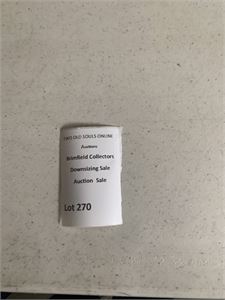 TWO OLD SOULS ONLINE
Auctions
Brimfield Collectors
Downsizing Sale
Auction Sale
Lot 270